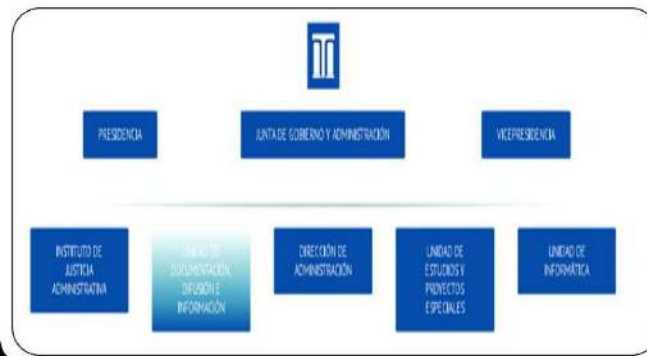 PRESIDENCIA
JUNTA DE GOBIERNO Y ADMINISTRACIÓN
VICEPRESIDENCIA
INSTITUTO DE
JUSTICIA
ADMINISTRATIVA
UNIDAD DE
DOCUMENTACIÓN,
DIFUSIÓN E
INFORMACIÓN
DIRECCIÓN DE
ADMINISTRACIÓN
UNIDAD DE
ESTUDIOS Y
PROYECTOS
ESPECIALES
UNIDAD DE
INFORMÁTICA